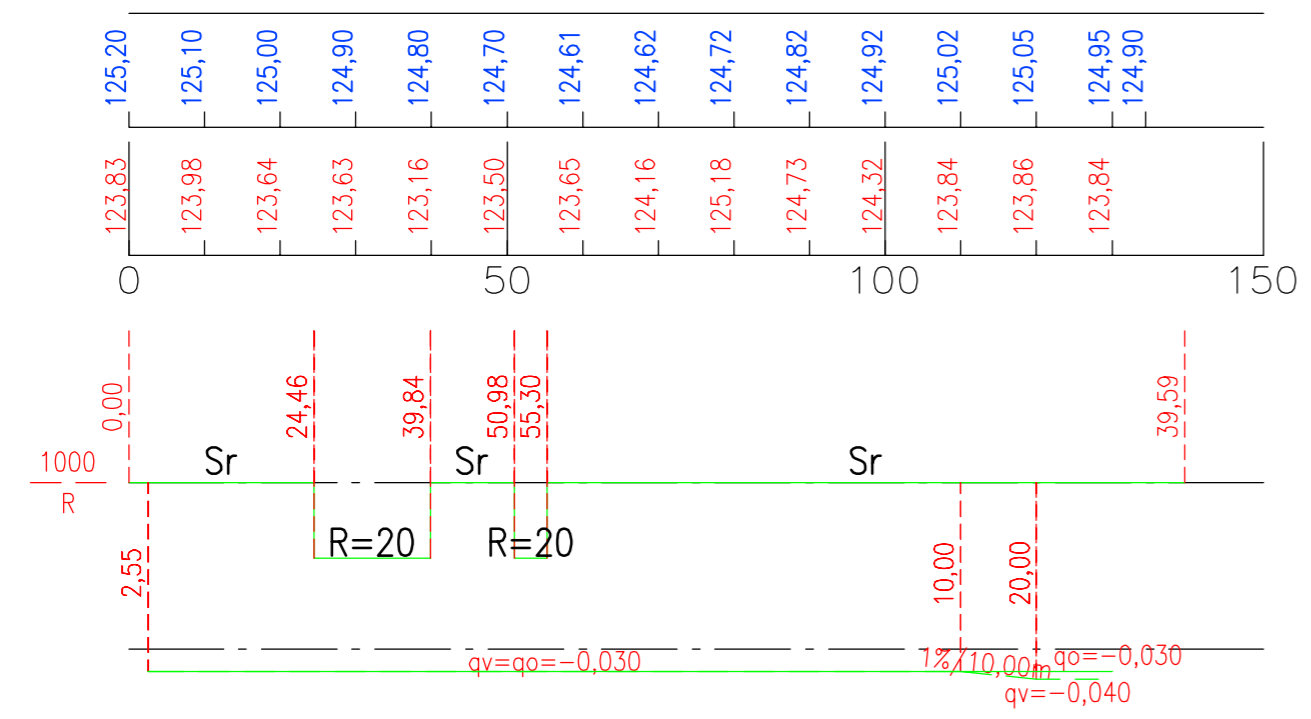 125,20 125,10 125,00 124,90 124,80 124,70 124,61 124,62 124,72 124,82 124,92 125,02 125,05 124,95 124,90
123,83 123,98 123,64 123,63 123,16 123,50 123,65 124,16 125,18 124,73 124,32 123,84 123,86 123,84
0 50 100 150
0,00 24,46 39,84 50,98 55,30 39,59
Sr Sr Sr
1000
R
R=20 R=20
2,55 10,00 20,00
qv=qo=-0,030 1%/10,00m qo=-0,030
qv=-0,040